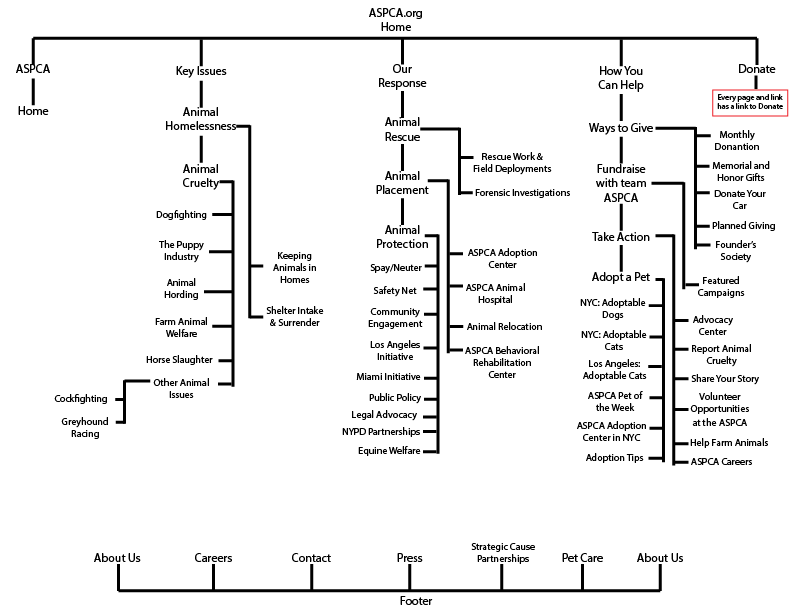 ASPCA.org
Home
ASPCA
Home
Key Issues
Animal
Homelessness
Keeping
Animals in
Homes
Shelter Intake
& Surrender
Animal
Cruelty
Dogfighting
The Puppy
Industry
Animal
Hording
Farm Animal
Welfare
Horse Slaughter
Other Animal
Issues
Cockfighting
Greyhound
Racing
Our
Response
Animal
Rescue
Rescue Work &
Field Deployments
Forensic Investigations
Animal
Placement
ASPCA Adoption
Center
ASPCA Animal
Hospital
Animal Relocation
ASPCA Behavioral
Rehabilitation
Center
Animal
Protection
Spay/Neuter
Safety Net
Community
Engagement
Los Angeles
Initiative
Miami Initiative
Public Policy
Legal Advocacy
NYPD Partnerships
Equine Welfare
How You
Can Help
Ways to Give
Monthly
Donantion
Memorial and
Honor Gifts
Donate Your
Car
Planned Giving
Founder's
Society
Fundraise
with team
ASPCA
Featured
Campaigns
Take Action
Advocacy
Center
Report Animal
Cruelty
Share Your Story
Volunteer
Opportunities
at the ASPCA
Help Farm Animals
ASPCA Careers
Adopt a Pet
NYC: Adoptable
Dogs
NYC: Adoptable
Cats
Los Angeles:
Adoptable Cats
ASPCA Pet of
the Week
ASPCA Adoption
Center in NYC
Adoption Tips
Donate
Every page and link
has a link to Donate
About Us
Careers
Contact
Press
Strategic Cause
Partnerships
Pet Care
About Us
Footer